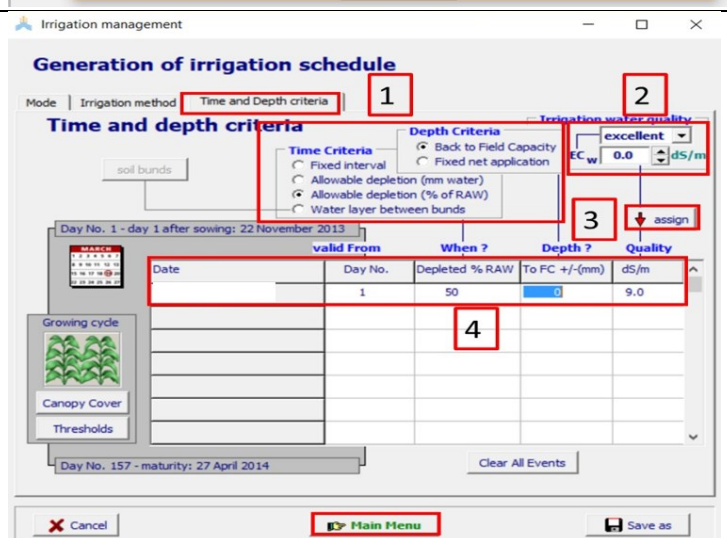 Irrigation management
Generation of irrigation schedule
Mode
Irrigation method
Time and Depth criteria
1
2
Time and depth criteria
Irrigation water quality
excellent
EC w 0.0 dS/m
soil bunds
Time Criteria
Fixed interval
Allowable depletion (mm water)
Allowable depletion (% of RAW)
Water layer between bunds
Depth Criteria
Back to Field Capacity
Fixed net application
3
assign
Day No. 1 - day 1 after sowing: 22 November 2013
MARCH
valid From When ? Depth ? Quality
Date Day No. Depleted % RAW To FC +/-(mm) dS/m
1 50 0 9.0
4
Growing cycle
Canopy Cover
Thresholds
Day No. 157 - maturity: 27 April 2014
Clear All Events
Cancel
Main Menu
Save as